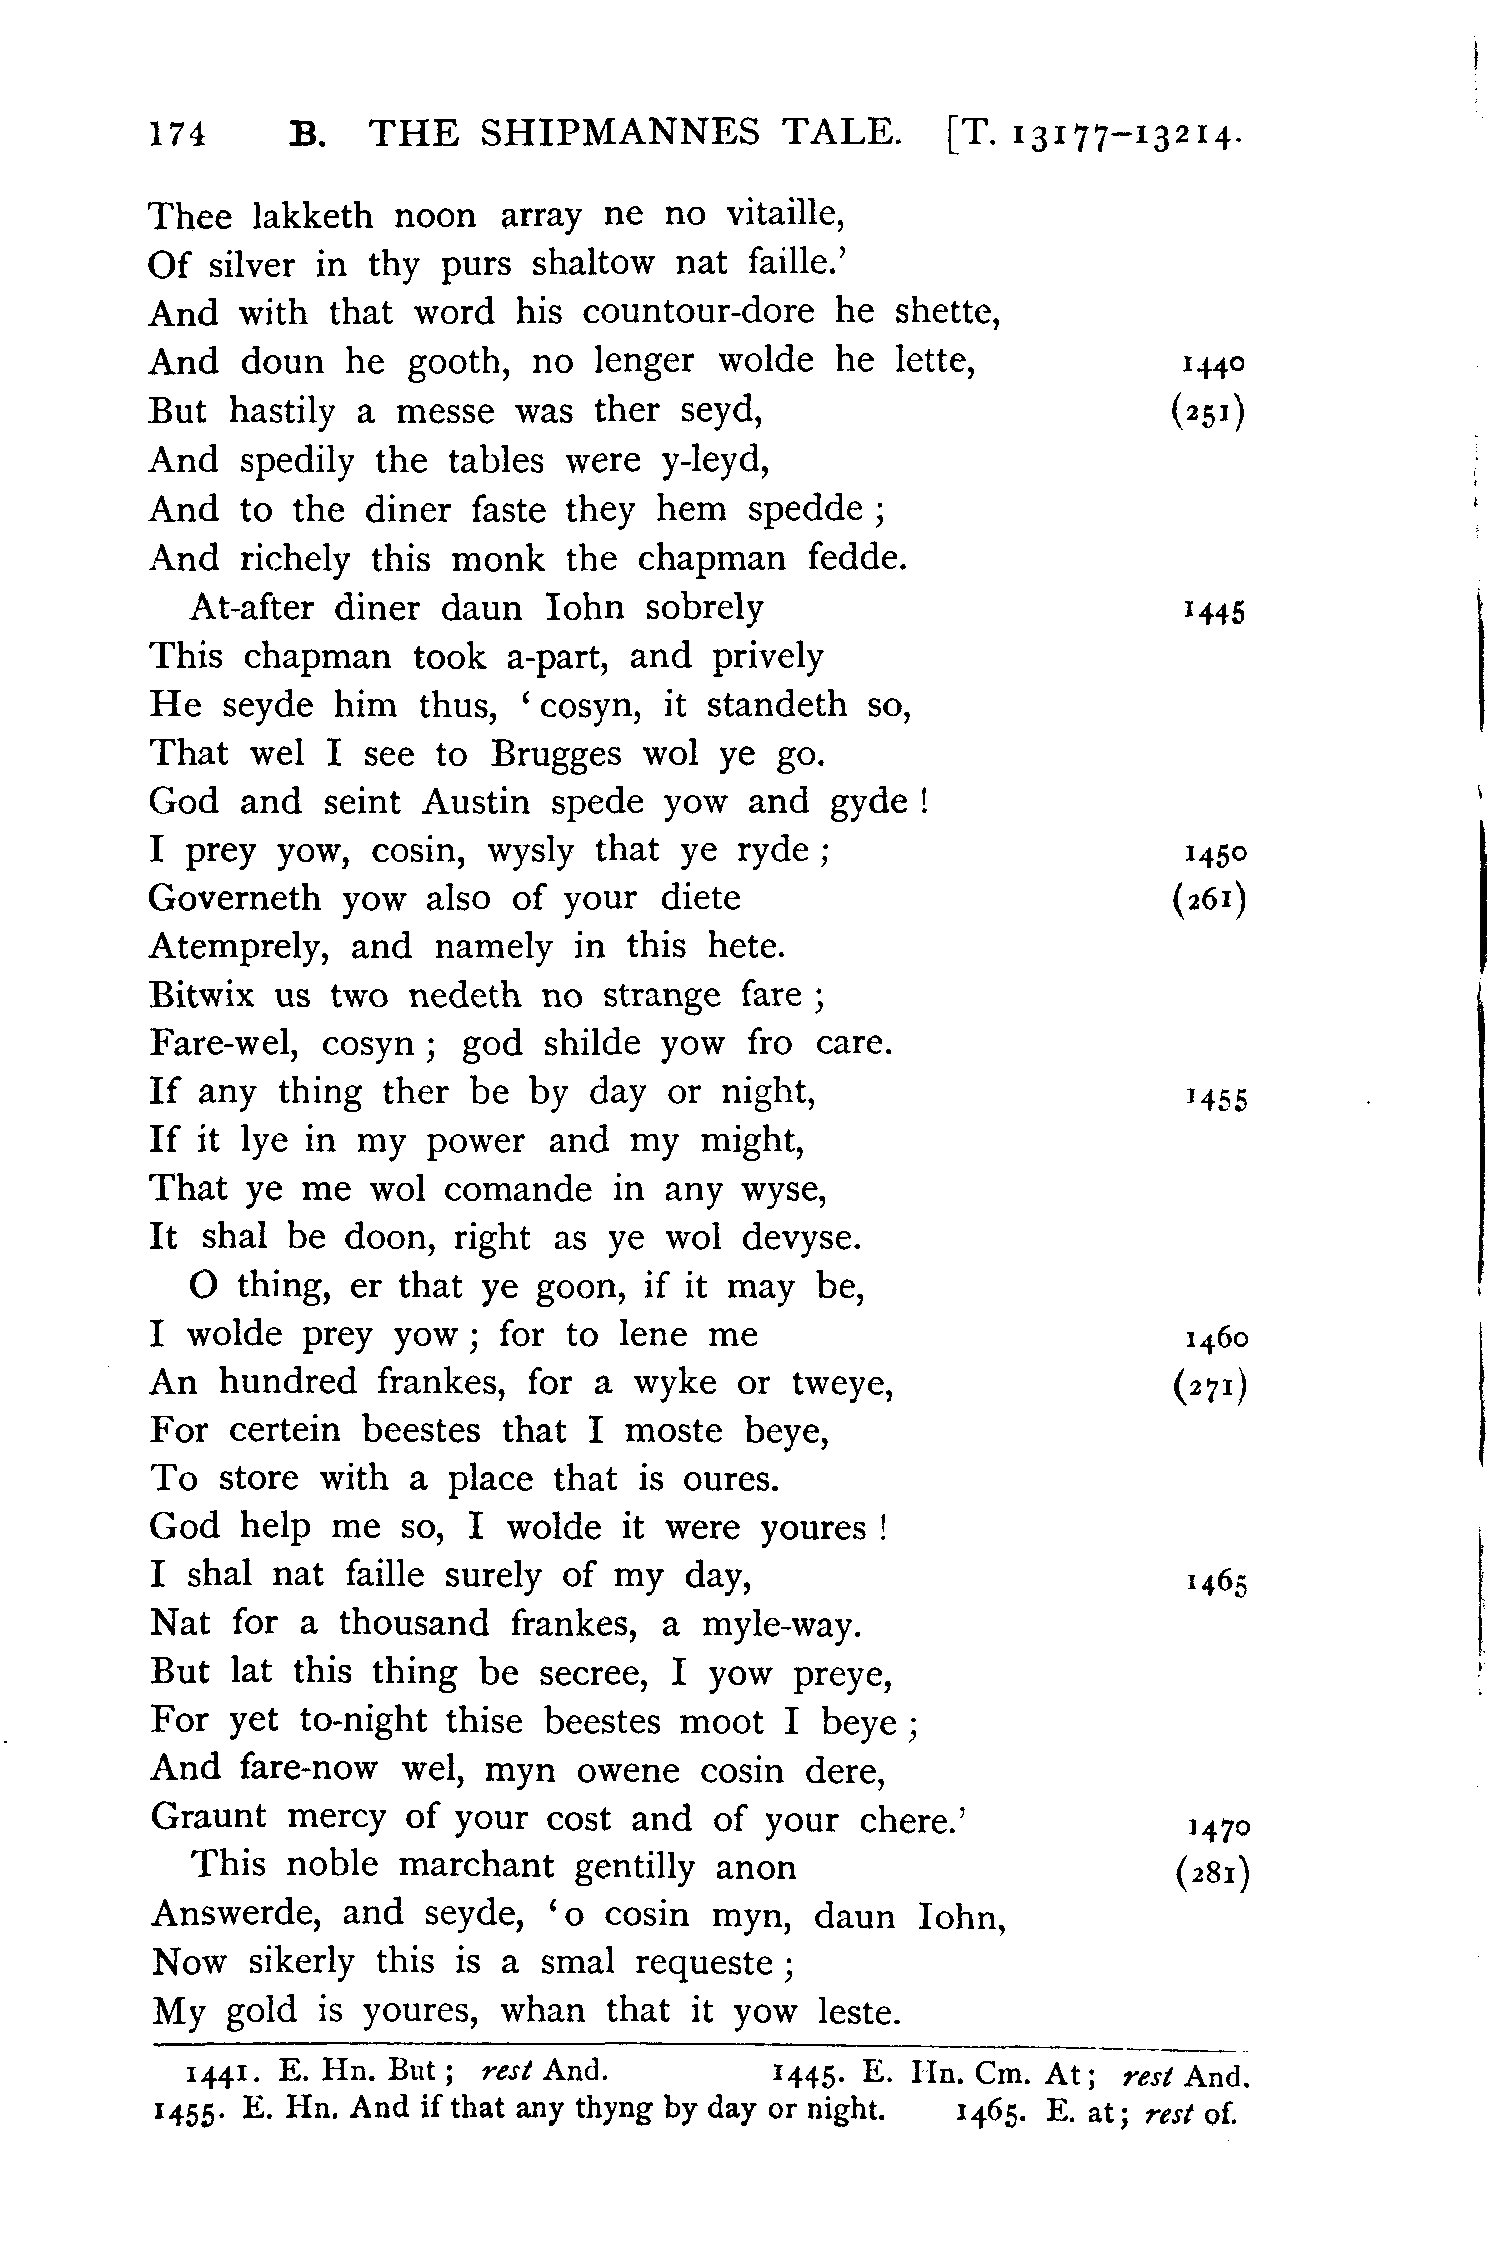 174 B. THE SHIPMANNES TALE. [T. 13177–13214.
Thee lakketh noon array ne no vitaille,
Of silver in thy purs shaltow nat faille.’
And with that word his countour-dore he shette,
And doun he gooth, no lenger wolde he lette, 1440
But hastily a messe was ther seyd, (251)
And spedily the tables were y-leyd,
And to the diner faste they hem spedde ;
And richely this monk the chapman fedde.
At-after diner daun Iohn sobrely 1445
This chapman took a-part, and prively
He seyde him thus, ‘ cosyn, it standeth so,
That wel I see to Brugges wol ye go.
God and seint Austin spede yow and gyde !
I prey yow, cosin, wysly that ye ryde ; 1450
Governeth yow also of your diete (261)
Atemprely, and namely in this hete.
Bitwix us two nedeth no strange fare ;
Fare-wel, cosyn ; god shilde yow fro care.
If any thing ther be by day or night, 1455
If it lye in my power and my might,
That ye me wol comande in any wyse,
It shal be doon, right as ye wol devyse.
O thing, er that ye goon, if it may be,
I wolde prey yow ; for to lene me 1460
An hundred frankes, for a wyke or tweye, (271)
For certein beestes that I moste beye,
To store with a place that is oures.
God help me so, I wolde it were youres !
I shal nat faille surely of my day, 1465
Nat for a thousand frankes, a myle-way.
But lat this thing be secree, I yow preye,
For yet to-night thise beestes moot I beye ;
And fare-now wel, myn owene cosin dere,
Graunt mercy of your cost and of your chere.’ 1470
This noble marchant gentilly anon (281)
Answerde, and seyde, ‘ o cosin myn, daun Iohn,
Now sikerly this is a smal requeste ;
My gold is youres, whan that it yow leste.
1441. E. Hn. But ; rest And. 1445. E. Hn. Cm. At ; rest And.
1455. E. Hn. And if that any thyng by day or night. 1465. E. at ; rest of.